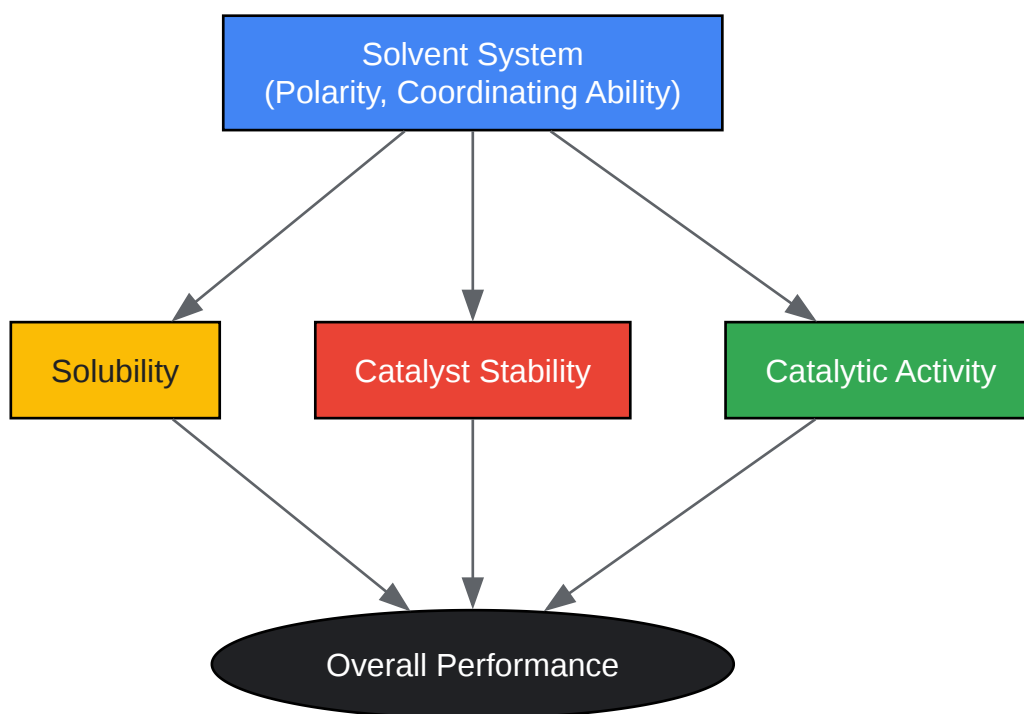 Solvent System
(Polarity, Coordinating Ability)
Solubility
Catalyst Stability
Catalytic Activity
Overall Performance